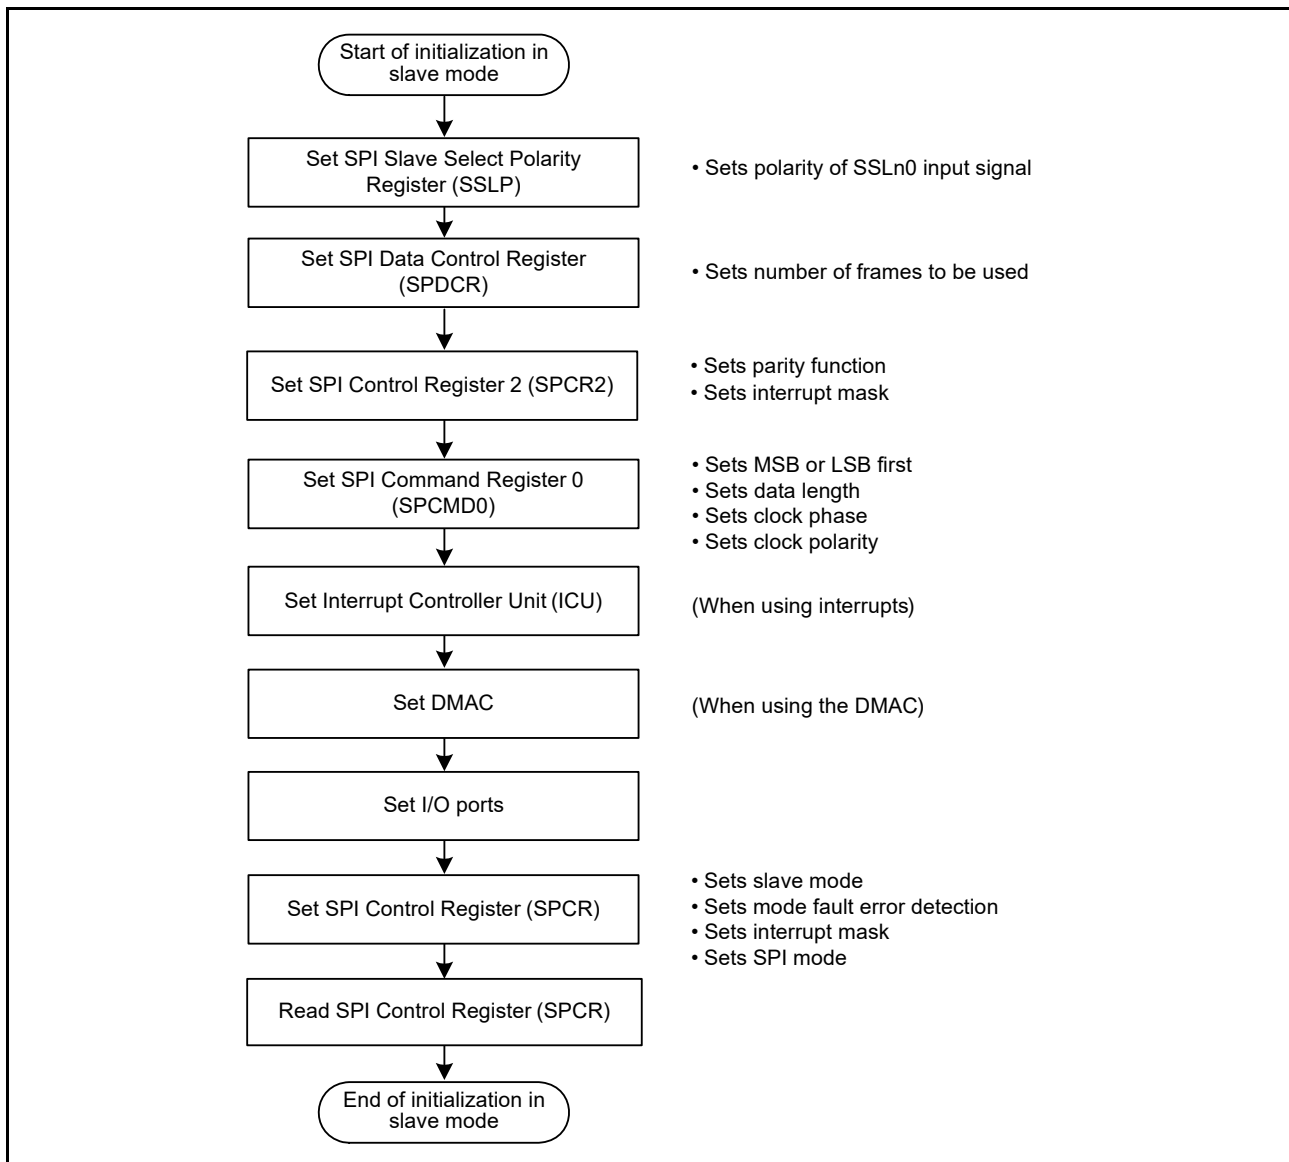 Start of initialization in
slave mode
Set SPI Slave Select Polarity
Register (SSLP)
• Sets polarity of SSLn0 input signal
Set SPI Data Control Register
(SPDCR)
• Sets number of frames to be used
Set SPI Control Register 2 (SPCR2)
• Sets parity function
• Sets interrupt mask
Set SPI Command Register 0
(SPCMD0)
• Sets MSB or LSB first
• Sets data length
• Sets clock phase
• Sets clock polarity
Set Interrupt Controller Unit (ICU)
(When using interrupts)
Set DMAC
(When using the DMAC)
Set I/O ports
Set SPI Control Register (SPCR)
• Sets slave mode
• Sets mode fault error detection
• Sets interrupt mask
• Sets SPI mode
Read SPI Control Register (SPCR)
End of initialization in
slave mode